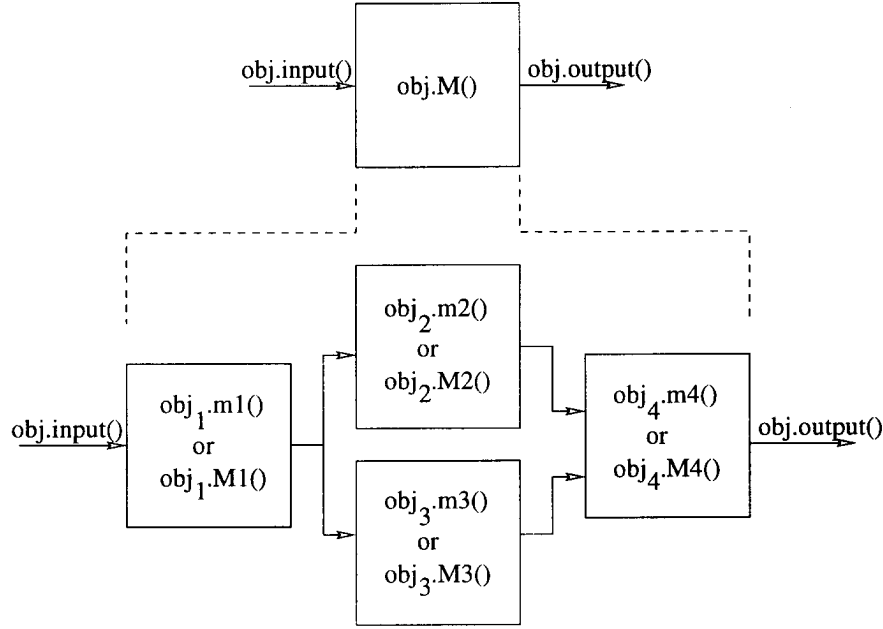 obj.input()
obj.M()
obj.output()
obj₂.m2()
or
obj₂.M2()
obj.input()
obj₁.m1()
or
obj₁.M1()
obj₄.m4()
or
obj₄.M4()
obj.output()
obj₃.m3()
or
obj₃.M3()